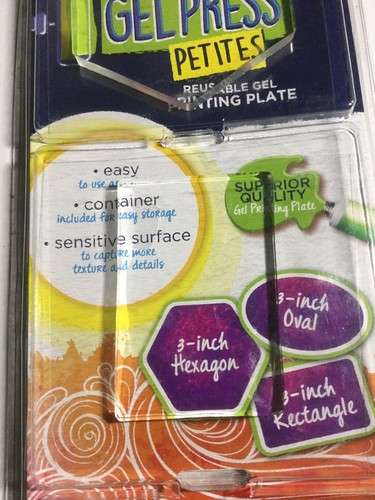 GEL PRESS
PETITES
REUSABLE GEL
PRINTING PLATE
• easy
to use and
• container
included for easy storage
• sensitive surface
to capture more
texture and details
SUPERIOR
QUALITY
Gel Printing Plate
3-inch
Oval
3-inch
Hexagon
3-inch
Rectangle